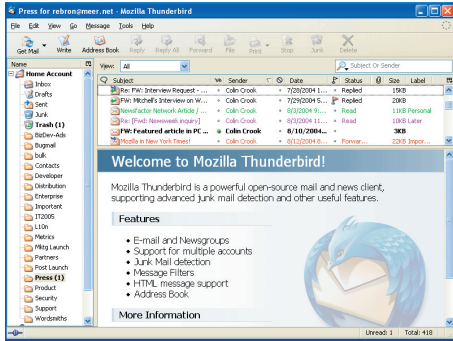 Press for rebron@meer.net - Mozilla Thunderbird
File Edit View Go Message Tools Help
Get Mail Write Address Book Reply Reply All Forward File Print Stop Junk Delete
Name View: All Subject Or Sender
Home Account Subject Sender Date Status Size Label
Inbox Re: FW: Interview Request - ... Colin Crook 7/28/2004 1... Replied 15KB
Drafts FW: Mitchell's Interview on W... Colin Crook 7/29/2004 5... Replied 20KB
Sent NewsFactor Network Article / ... Colin Crook 8/3/2004 11... Read 11KB Personal
Junk Re: [Fwd: Newsweek inquiry] Colin Crook 8/3/2004 9:... Read 10KB Later
Trash (1) FW: Featured article in PC ... Colin Crook 8/10/2004... 3KB
BizDev-Ads Mozilla in New York Times! Colin Crook 8/12/2004 8... Forwar... 22KB Impor...
Bugmail
bulk Welcome to Mozilla Thunderbird!
Contacts
Developer Mozilla Thunderbird is a powerful open-source mail and news client,
Distribution supporting advanced junk mail detection and other useful features.
Enterprise
Important Features
IT2005
L10n • E-mail and Newsgroups
Metrics • Support for multiple accounts
Mktg Launch • Junk Mail detection
Partners • Message Filters
Post Launch • HTML message support
Press (1) • Address Book
Product
Security
Support More Information
Wordsmiths
Unread: 1 Total: 418